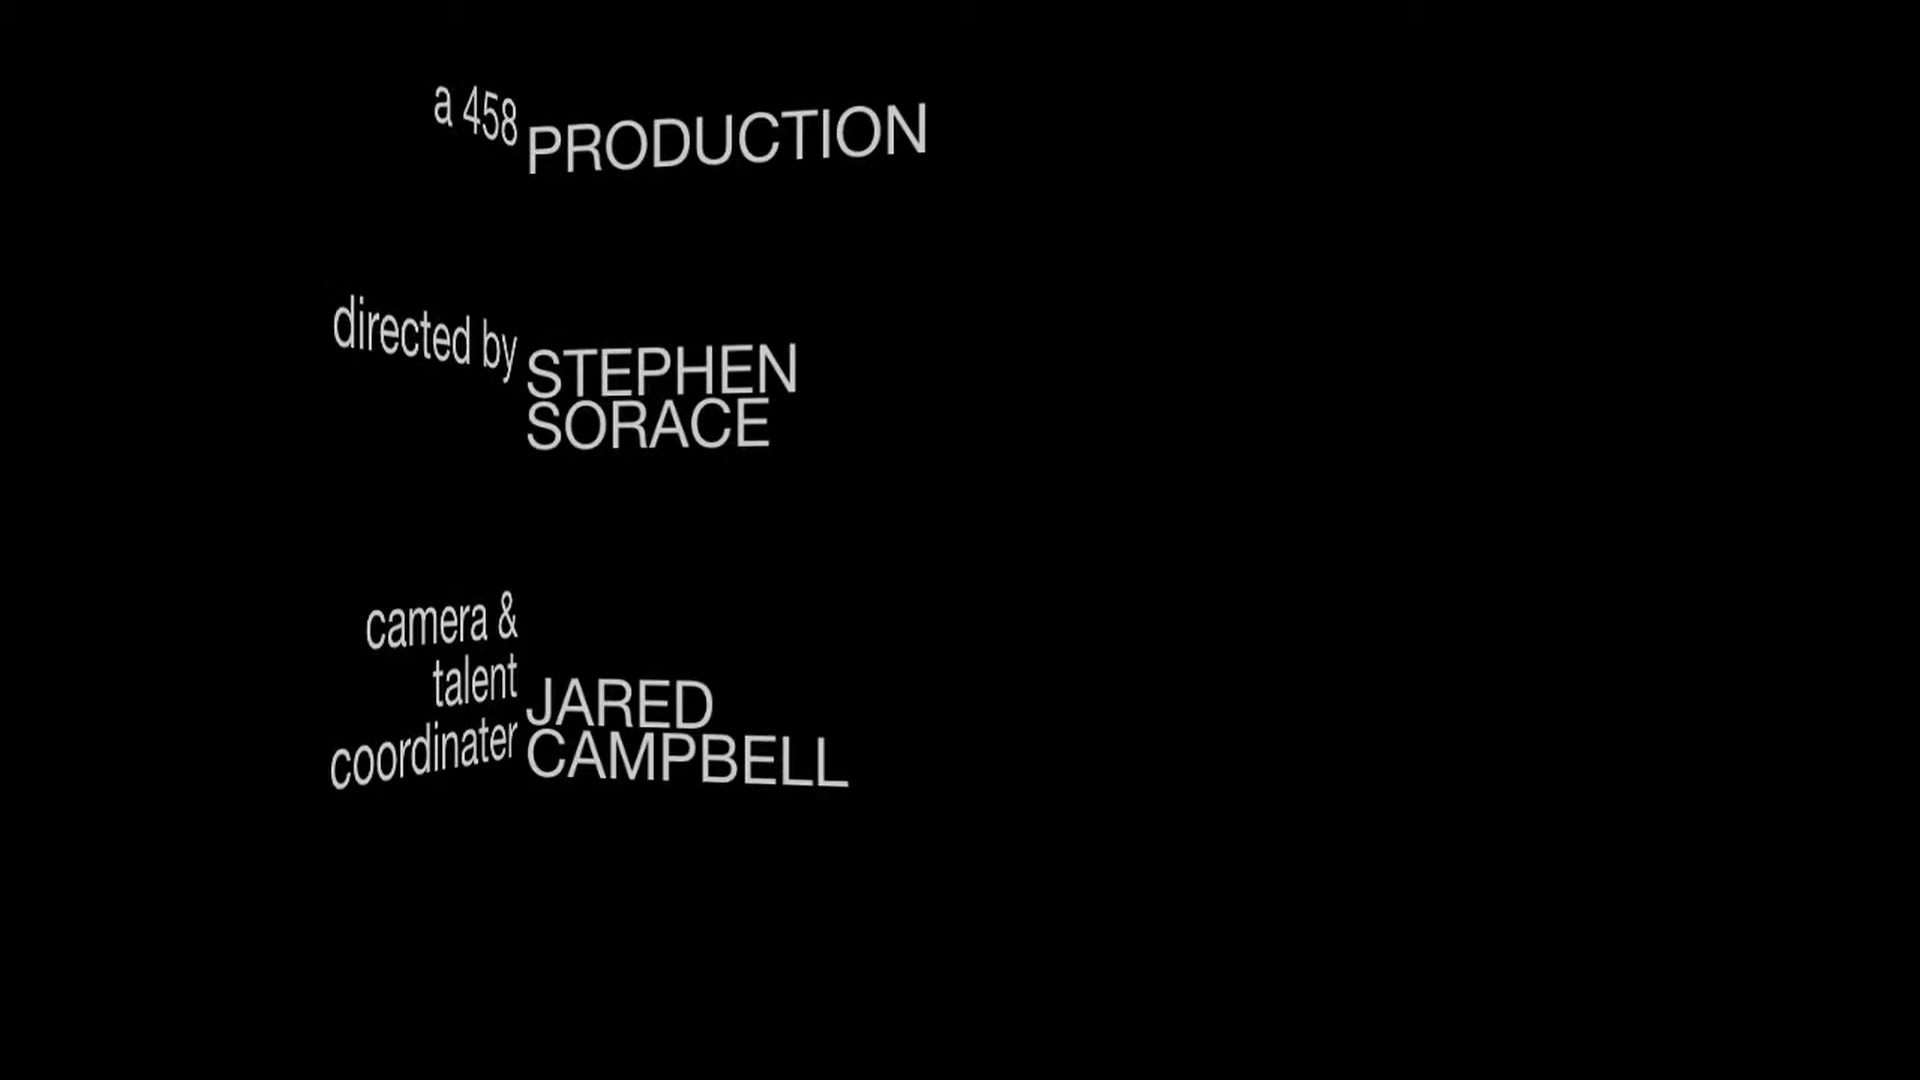 a 458 PRODUCTION
directed by STEPHEN
SORACE
camera &
talent JARED
coordinater CAMPBELL